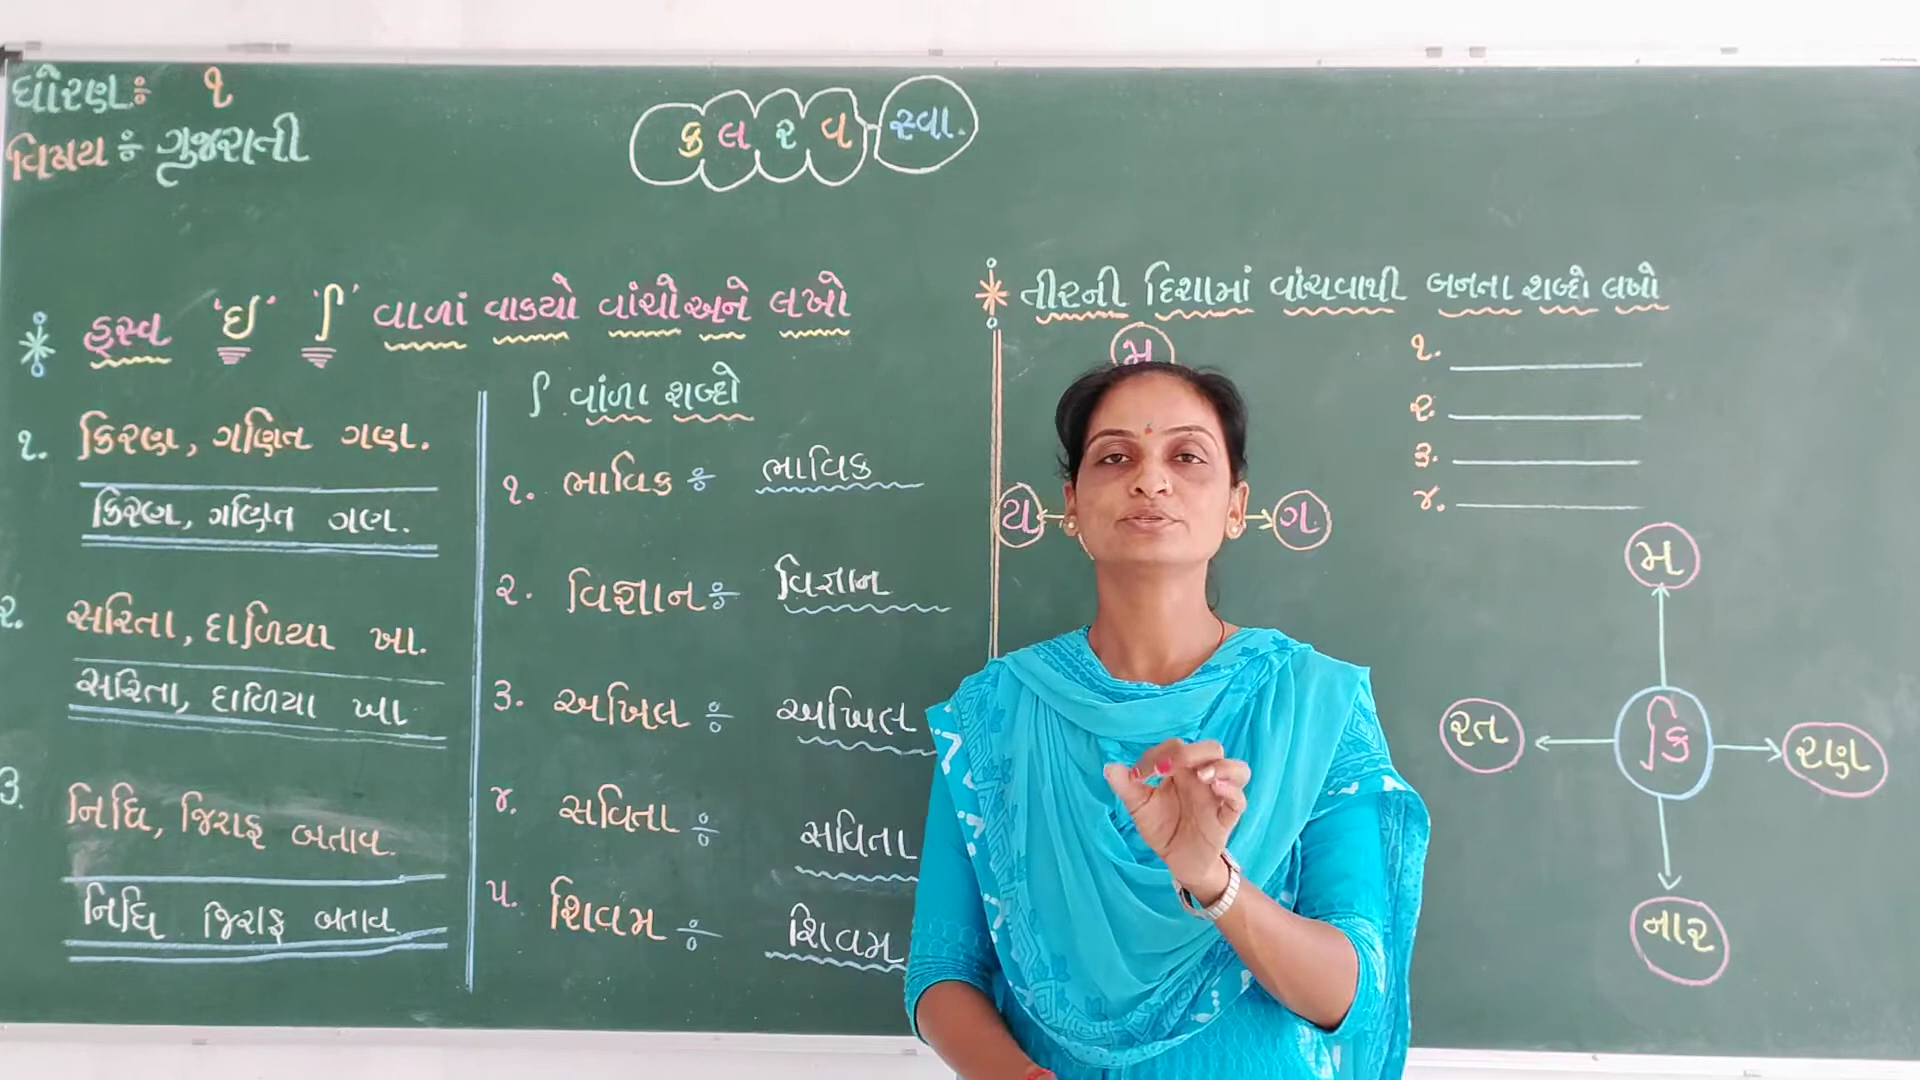 ધોરણઃ ૧
વિષય ઃ ગુજરાતી
ક લ ર વ - સ્વા.
હ્રસ્વ 'ઇ' 'િ' વાળાં વાકયો વાંચો અને લખો
૧. કિરણ, ગણિત ગણ.
કિરણ, ગણિત ગણ.
૨. સરિતા, દાળિયા ખા.
સરિતા, દાળિયા ખા
૩. નિધિ, જિરાફ બતાવ.
નિધિ જિરાફ બતાવ.
િ વાંળા શબ્દો
૧. ભાવિક ઃ ભાવિક
૨. વિજ્ઞાન ઃ વિજ્ઞાન
૩. અખિલ ઃ અખિલ
૪. સવિતા ઃ સવિતા
૫. શિવમ ઃ શિવમ
તીરની દિશામાં વાંચવાથી બનતા શબ્દો લખો
મ
ય
ગ
૧.
૨.
૩.
૪.
મ
રત
કિ
રણ
નાર